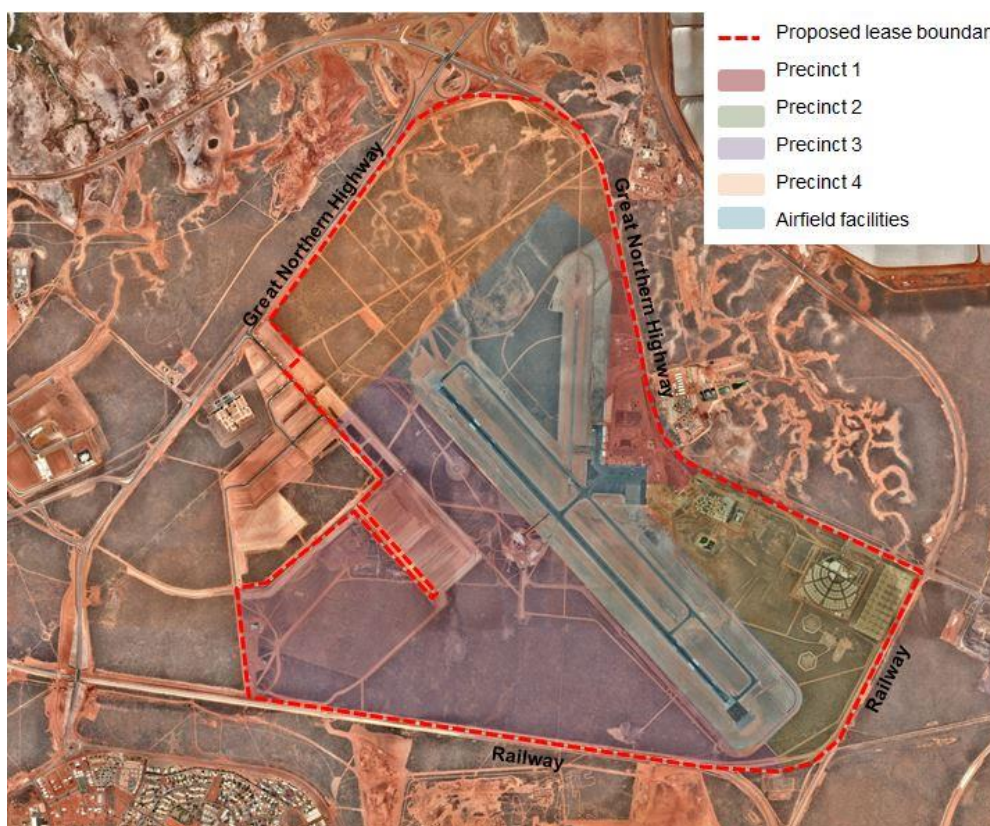 Proposed lease boundar
Precinct 1
Precinct 2
Precinct 3
Precinct 4
Airfield facilities
Great Northern Highway
Great Northern Highway
Railway
Railway